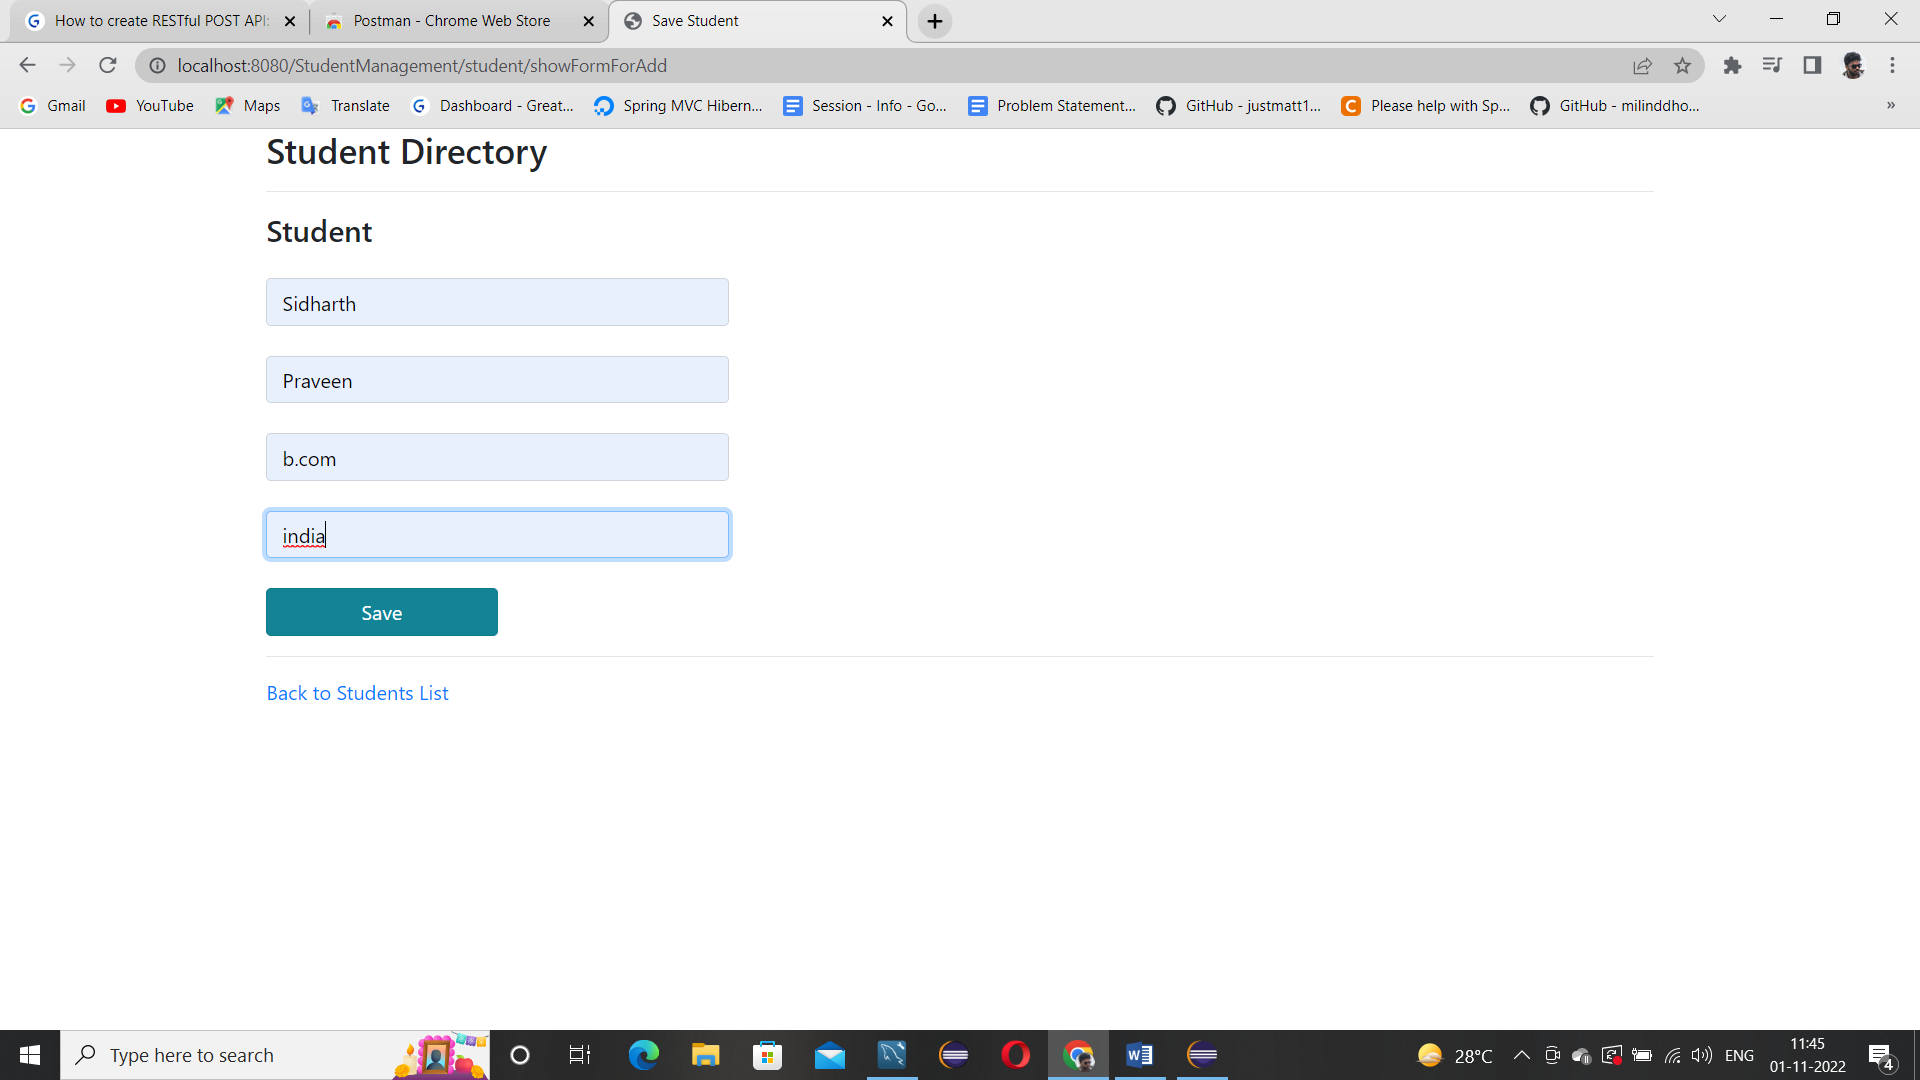 How to create RESTful POST API:
Postman - Chrome Web Store
Save Student
localhost:8080/StudentManagement/student/showFormForAdd
Gmail
YouTube
Maps
Translate
Dashboard - Great...
Spring MVC Hibern...
Session - Info - Go...
Problem Statement...
GitHub - justmatt1...
Please help with Sp...
GitHub - milinddho...
»
Student Directory
Student
Sidharth
Praveen
b.com
india
Save
Back to Students List
Type here to search
28°C
ENG
11:45
01-11-2022
4